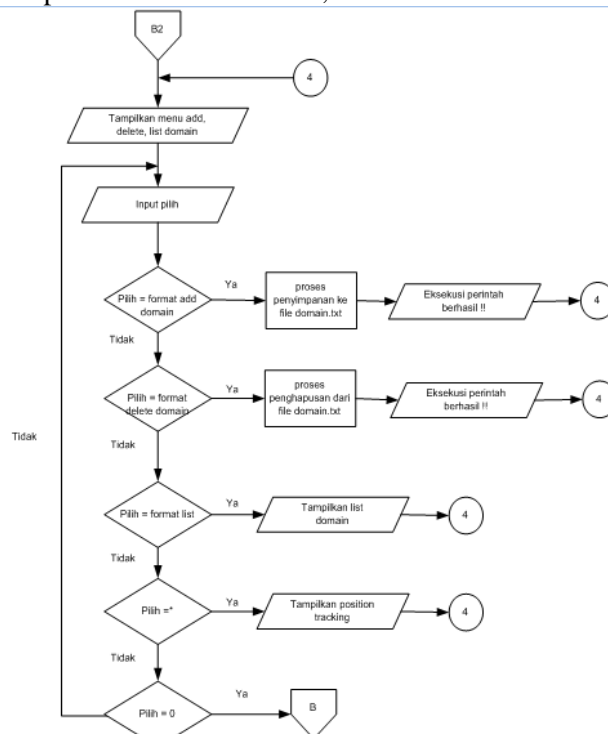 B2
4
Tampilkan menu add,
delete, list domain
Input pilih
Pilih = format add
domain
Ya
proses
penyimpanan ke
file domain.txt
Eksekusi perintah
berhasil !!
4
Tidak
Pilih = format
delete domain
Ya
proses
penghapusan dari
file domain.txt
Eksekusi perintah
berhasil !!
4
Tidak
Tidak
Pilih = format list
Ya
Tampilkan list
domain
4
Tidak
Pilih =*
Ya
Tampilkan position
tracking
4
Tidak
Pilih = 0
Ya
B